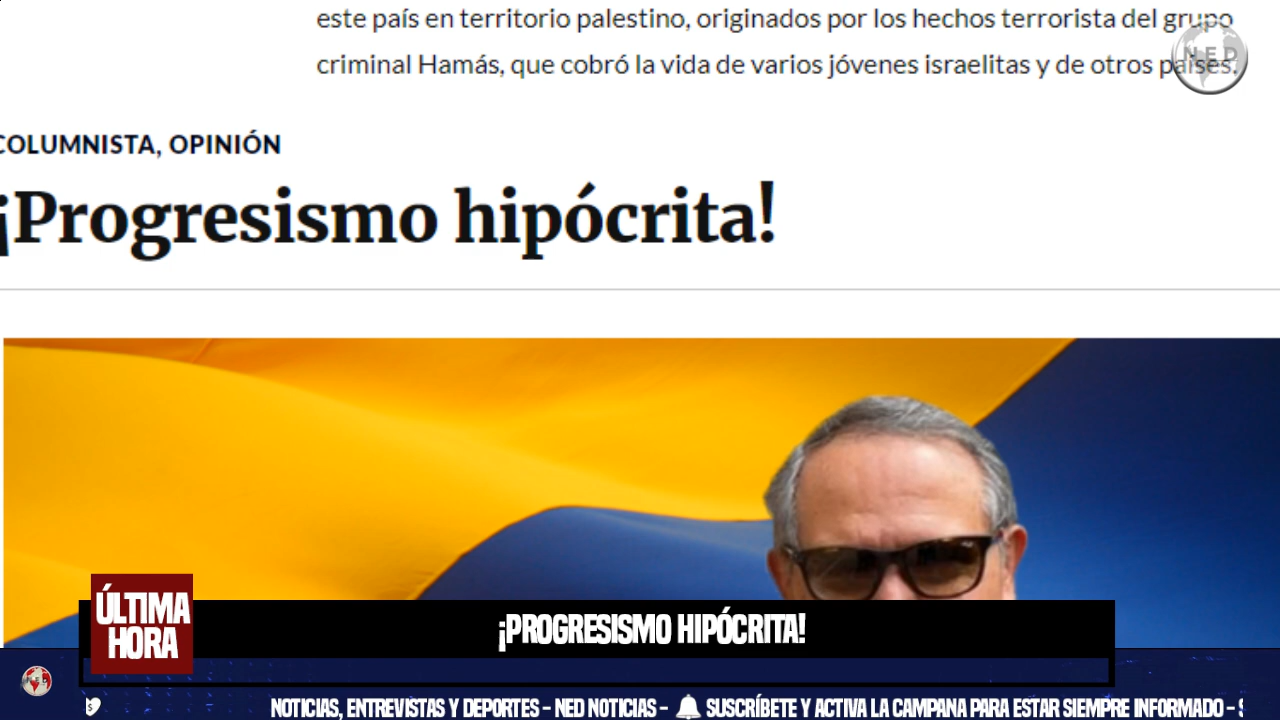 este país en territorio palestino, originados por los hechos terrorista del grupo
criminal Hamás, que cobró la vida de varios jóvenes israelitas y de otros países.
NED
COLUMNISTA, OPINIÓN
¡Progresismo hipócrita!
ÚLTIMA
HORA
¡PROGRESISMO HIPÓCRITA!
NED
NOTICIAS, ENTREVISTAS Y DEPORTES - NED NOTICIAS - SUSCRÍBETE Y ACTIVA LA CAMPANA PARA ESTAR SIEMPRE INFORMADO -